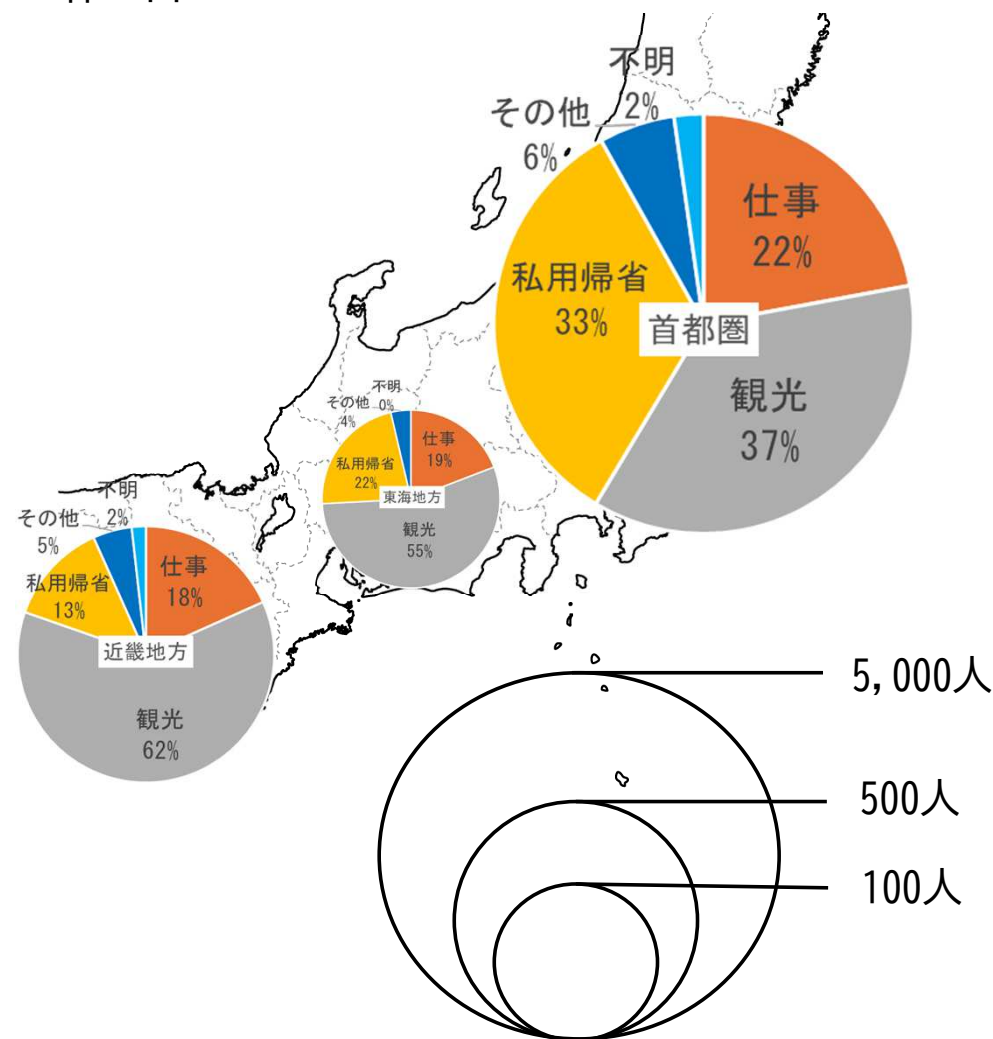 不明
2%
その他
6%
仕事
22%
私用帰省
33%
首都圏
観光
37%
不明
0%
その他
4%
仕事
19%
私用帰省
22%
東海地方
観光
55%
不明
2%
その他
5%
仕事
18%
私用帰省
13%
近畿地方
観光
62%
5,000人
500人
100人